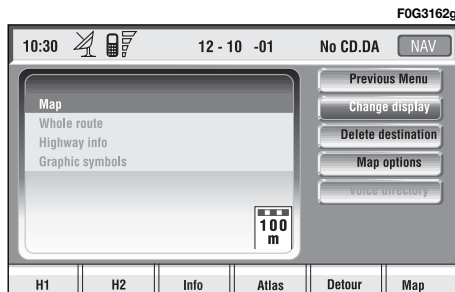 F0G3162g
10:30 12 - 10 -01 No CD.DA NAV
Previous Menu
Map Change display
Whole route
Highway info Delete destination
Graphic symbols Map options
Voice directory
100
m
H1 H2 Info Atlas Detour Map